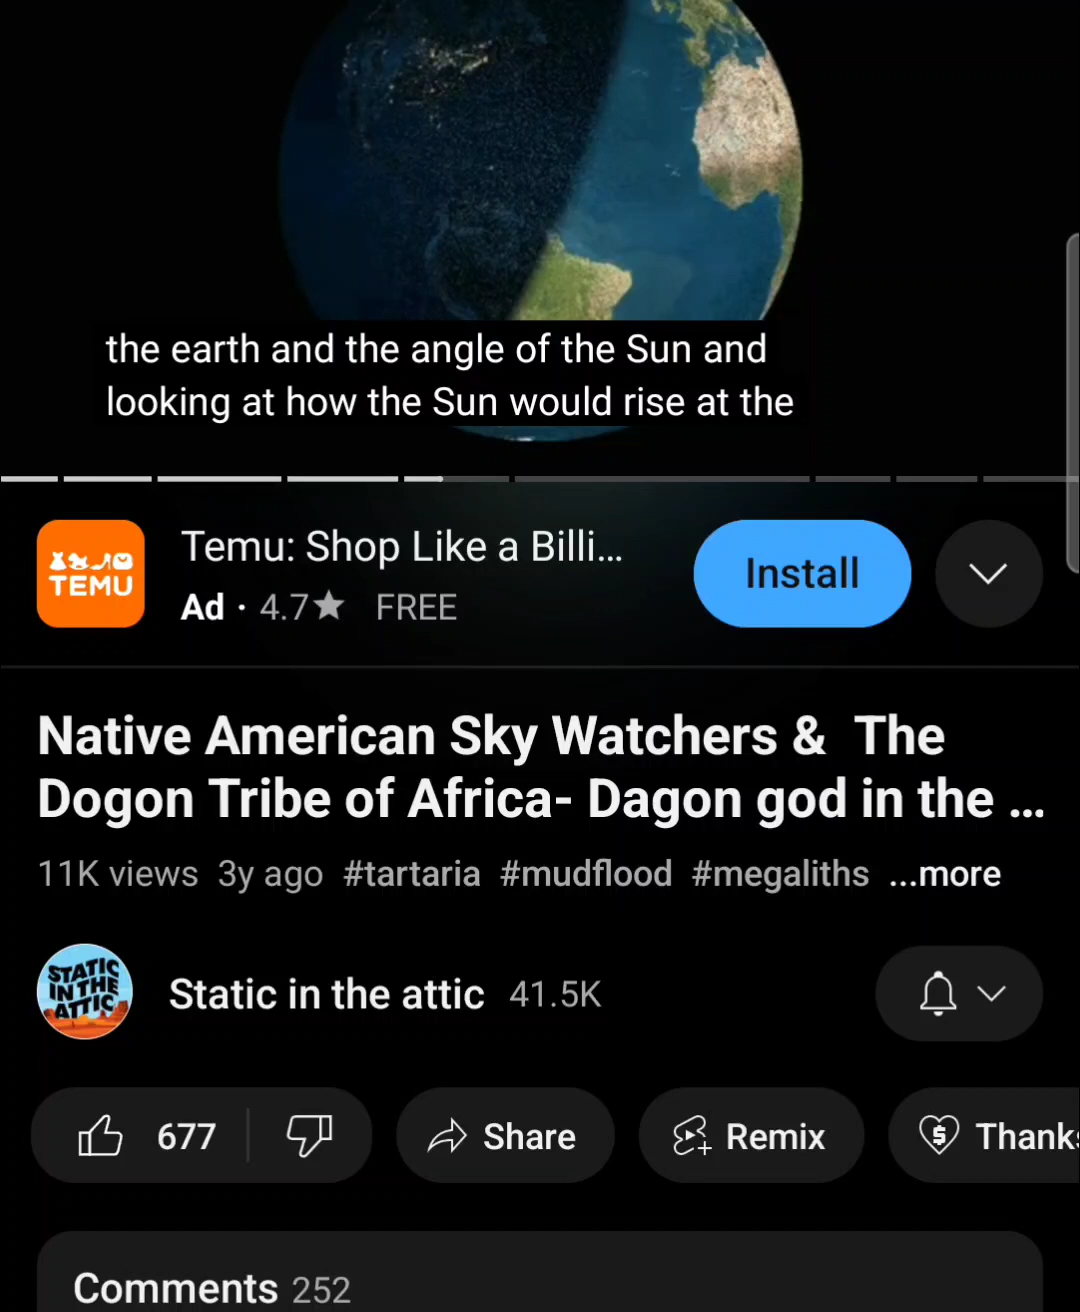 the earth and the angle of the Sun and
looking at how the Sun would rise at the
TEMU
Temu: Shop Like a Billi...
Ad · 4.7★ FREE
Install
Native American Sky Watchers & The
Dogon Tribe of Africa- Dagon god in the ...
11K views 3y ago #tartaria #mudflood #megaliths ...more
STATIC
IN THE
ATTIC
Static in the attic 41.5K
677
Share
Remix
Thanks
Comments 252